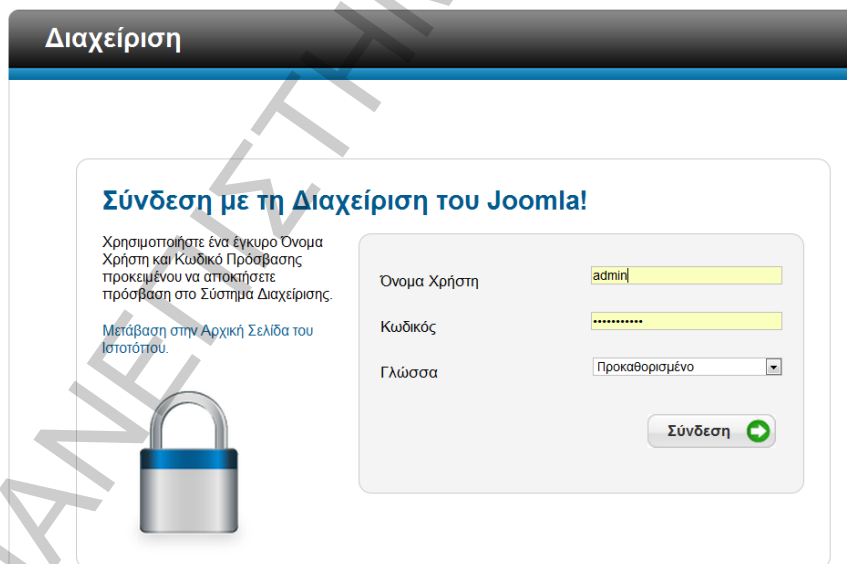 Διαχείριση
Σύνδεση με τη Διαχείριση του Joomla!
Χρησιμοποιήστε ένα έγκυρο Όνομα
Χρήστη και Κωδικό Πρόσβασης
προκειμένου να αποκτήσετε
πρόσβαση στο Σύστημα Διαχείρισης.
Μετάβαση στην Αρχική Σελίδα του
Ιστοτόπου.
Όνομα Χρήστη
admin
Κωδικός
•••••••••••
Γλώσσα
Προκαθορισμένο
Σύνδεση